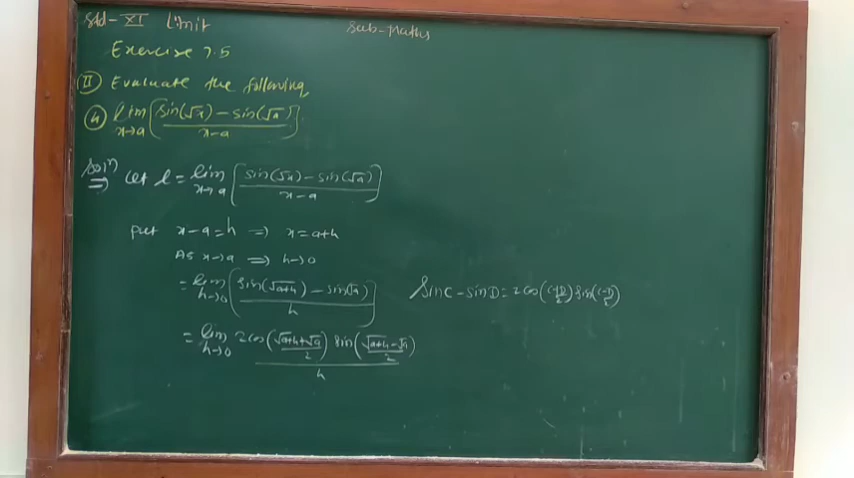 Std-XI Limit Sub-Maths
Exercise 7.5
II Evaluate the following
4 lim x→a [sin(√x) - sin(√a) / x-a]
Solⁿ ⇒ Let l = lim x→a [sin(√x) - sin(√a) / x-a]
put x-a=h ⇒ x=a+h
As x→a ⇒ h→0
= lim h→0 [sin(√a+h) - sin(√a) / h] sinC - sinD = 2cos(C+D/2) sin(C-D/2)
= lim h→0 2cos(√a+h+√a / 2) sin(√a+h-√a / 2) / h